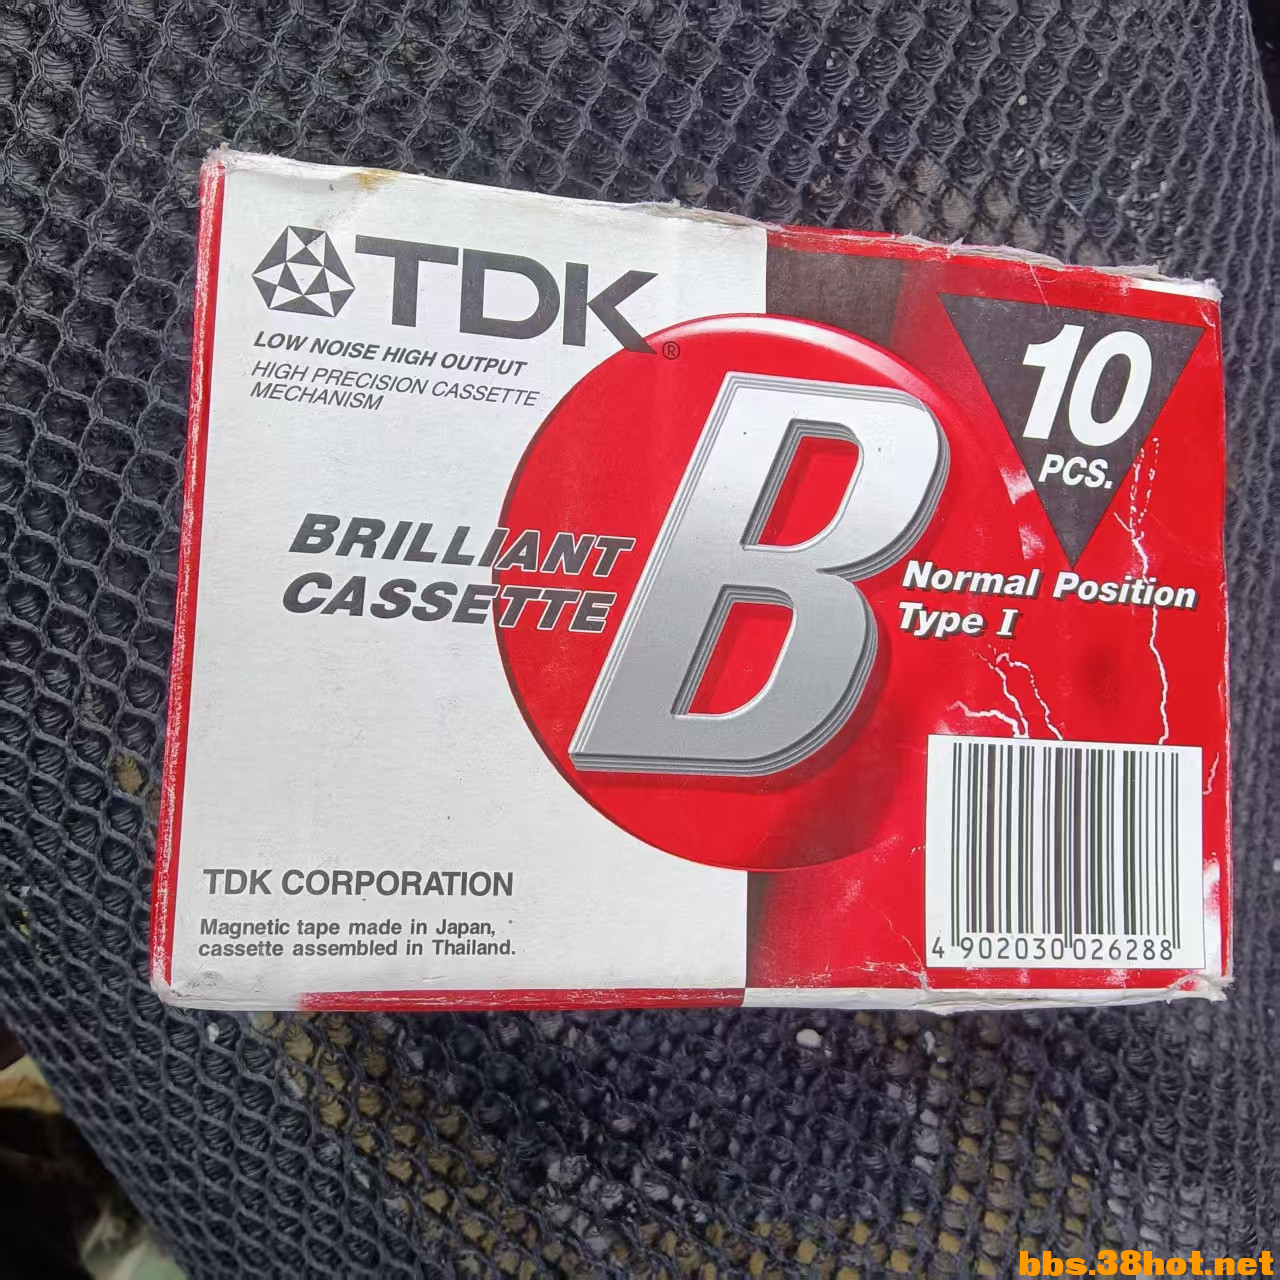 TDK®
LOW NOISE HIGH OUTPUT
HIGH PRECISION CASSETTE
MECHANISM
10
PCS.
BRILLIANT
CASSETTE
B
Normal Position
Type I
TDK CORPORATION
Magnetic tape made in Japan,
cassette assembled in Thailand.
4 902030 026288
bbs.38hot.net